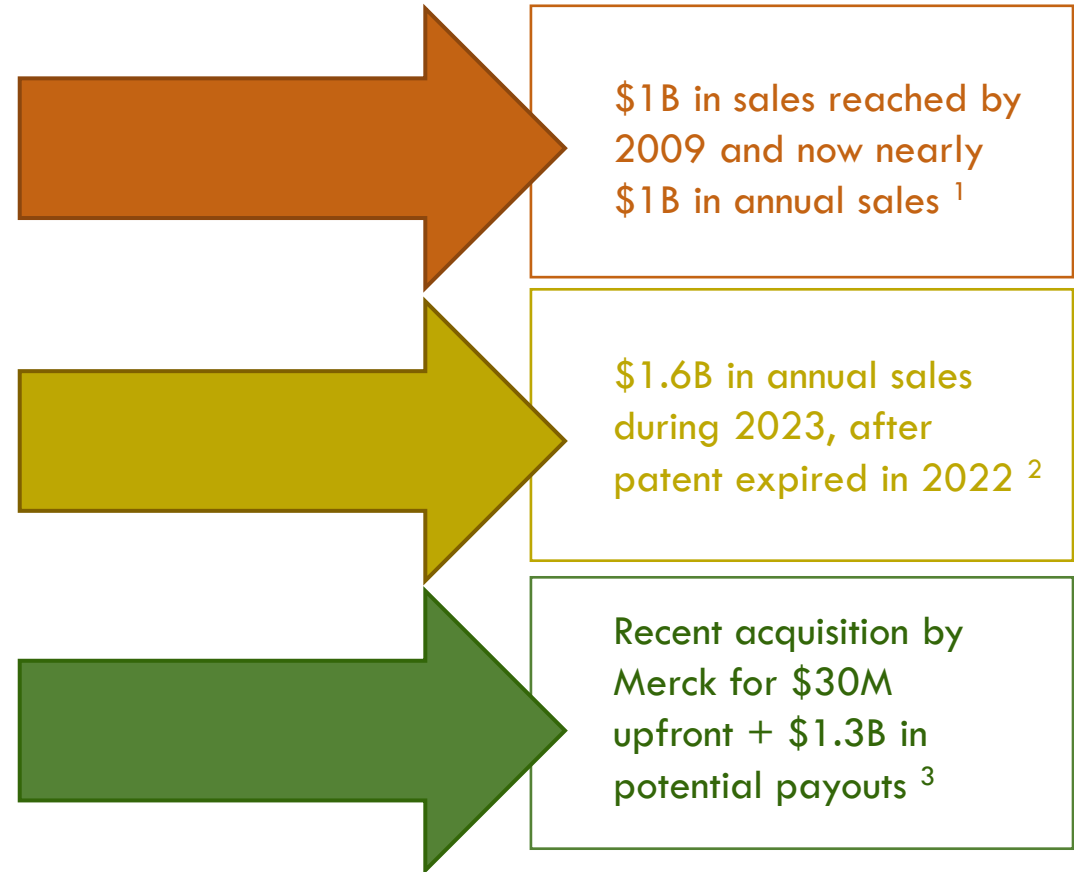 $1B in sales reached by
2009 and now nearly
$1B in annual sales ¹
$1.6B in annual sales
during 2023, after
patent expired in 2022 ²
Recent acquisition by
Merck for $30M
upfront + $1.3B in
potential payouts ³